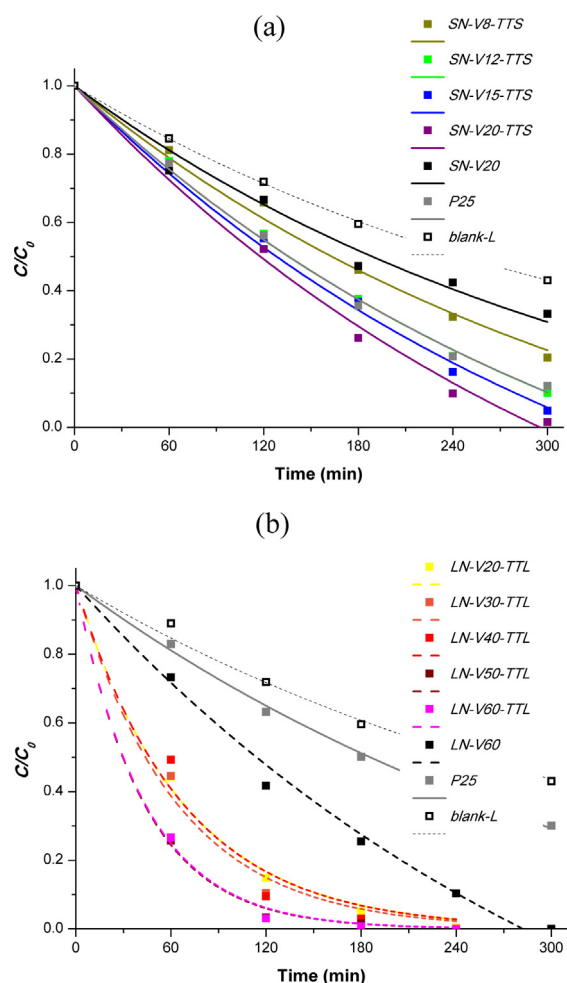 (a)
SN-V8-TTS
SN-V12-TTS
SN-V15-TTS
SN-V20-TTS
SN-V20
P25
blank-L
1.0
0.8
0.6
0.4
0.2
0.0
C/C0
0
60
120
180
240
300
Time (min)
(b)
LN-V20-TTL
LN-V30-TTL
LN-V40-TTL
LN-V50-TTL
LN-V60-TTL
LN-V60
P25
blank-L
1.0
0.8
0.6
0.4
0.2
0.0
C/C0
0
60
120
180
240
300
Time (min)